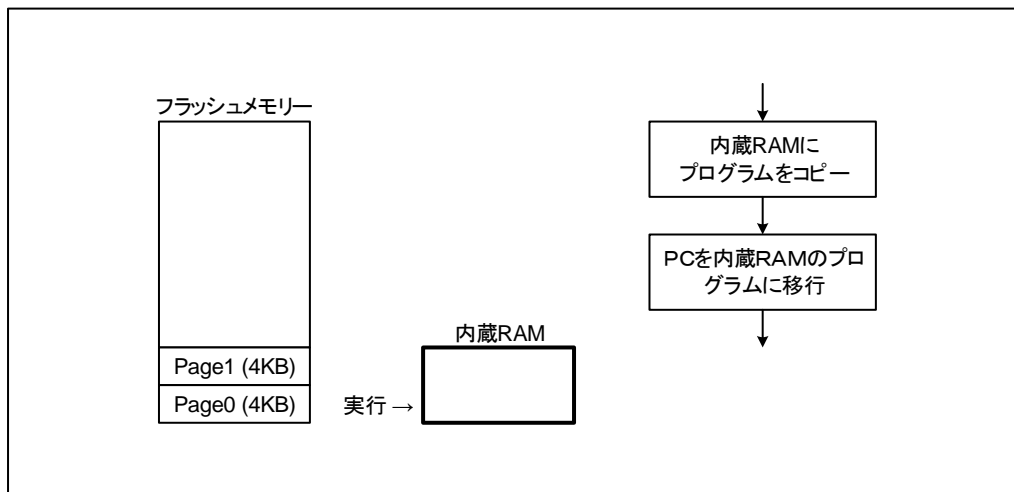 フラッシュメモリー
Page1 (4KB)
Page0 (4KB)
実行 →
内蔵RAM
内蔵RAMに
プログラムをコピー
PCを内蔵RAMのプロ
グラムに移行